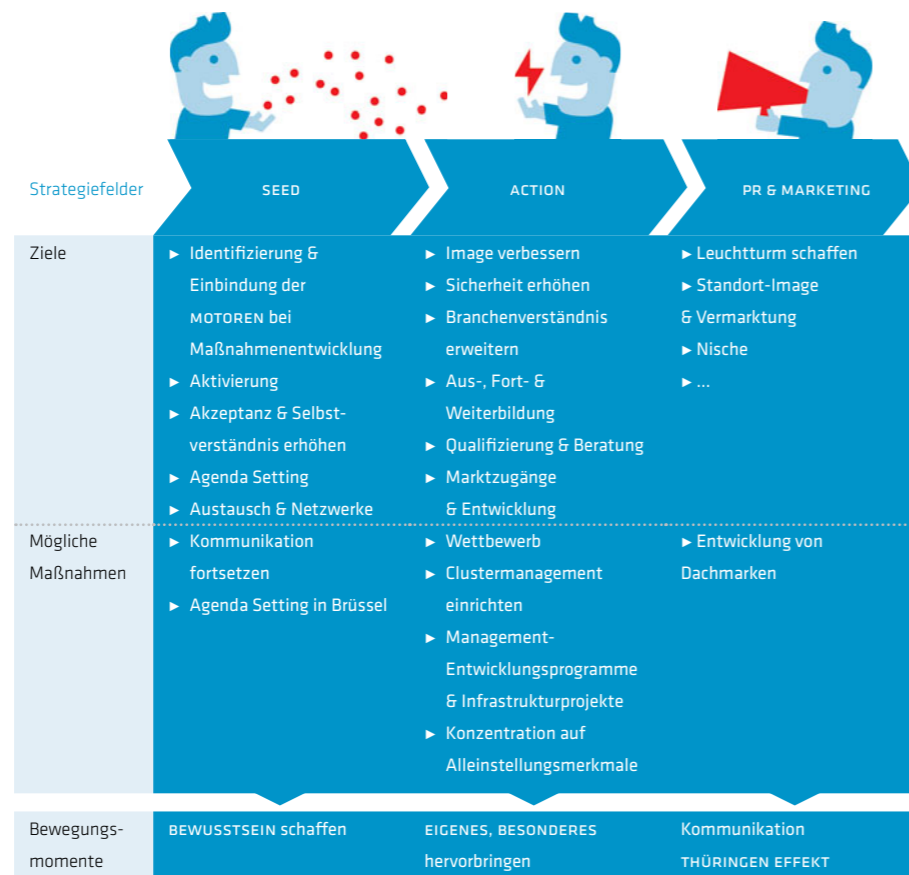 Strategiefelder
SEED
ACTION
PR & MARKETING
Ziele
► Identifizierung &
Einbindung der
MOTOREN bei
Maßnahmenentwicklung
► Aktivierung
► Akzeptanz & Selbst-
verständnis erhöhen
► Agenda Setting
► Austausch & Netzwerke
► Image verbessern
► Sicherheit erhöhen
► Branchenverständnis
erweitern
► Aus-, Fort- &
Weiterbildung
► Qualifizierung & Beratung
► Marktzugänge
& Entwicklung
► Leuchtturm schaffen
► Standort-Image
& Vermarktung
► Nische
► ...
Mögliche
Maßnahmen
► Kommunikation
fortsetzen
► Agenda Setting in Brüssel
► Wettbewerb
► Clustermanagement
einrichten
► Management-
Entwicklungsprogramme
& Infrastrukturprojekte
► Konzentration auf
Alleinstellungsmerkmale
► Entwicklung von
Dachmarken
Bewegungs-
momente
BEWUSSTSEIN schaffen
EIGENES, BESONDERES
hervorbringen
Kommunikation
THÜRINGEN EFFEKT